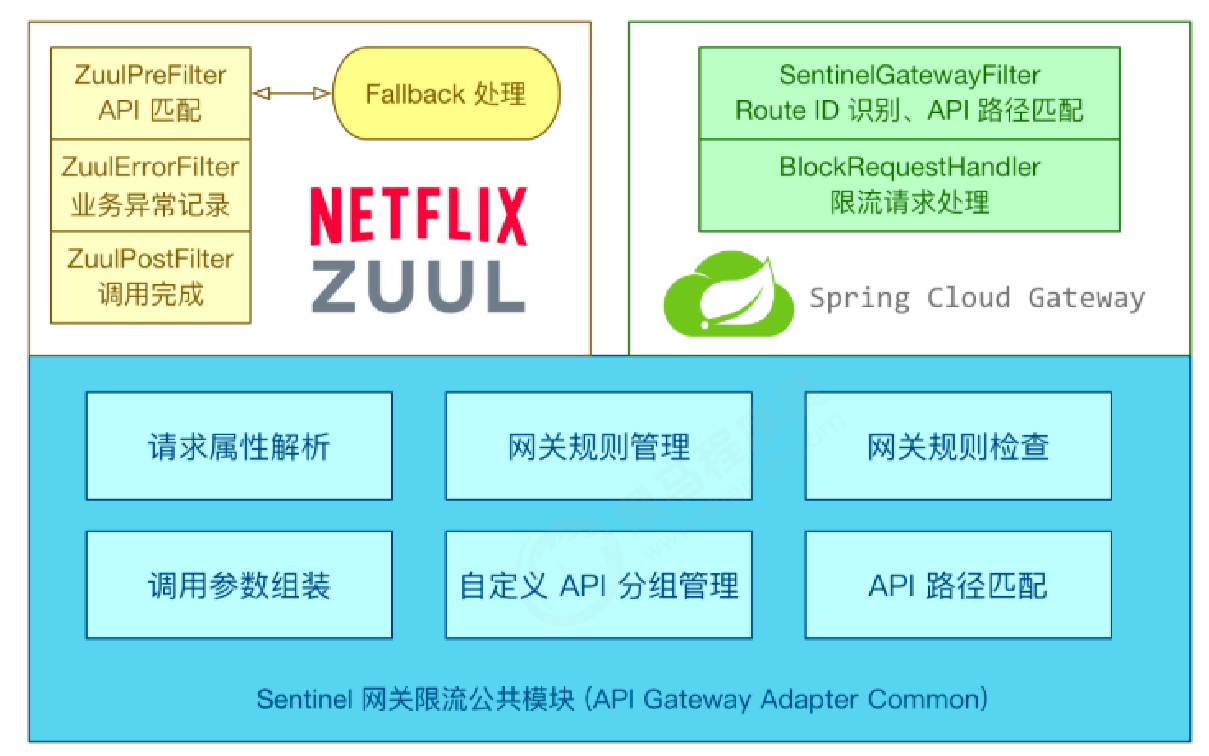 ZuulPreFilter
API 匹配
Fallback 处理
ZuulErrorFilter
业务异常记录
ZuulPostFilter
调用完成
NETFLIX
ZUUL
SentinelGatewayFilter
Route ID 识别、API 路径匹配
BlockRequestHandler
限流请求处理
Spring Cloud Gateway
请求属性解析
网关规则管理
网关规则检查
调用参数组装
自定义 API 分组管理
API 路径匹配
Sentinel 网关限流公共模块 (API Gateway Adapter Common)